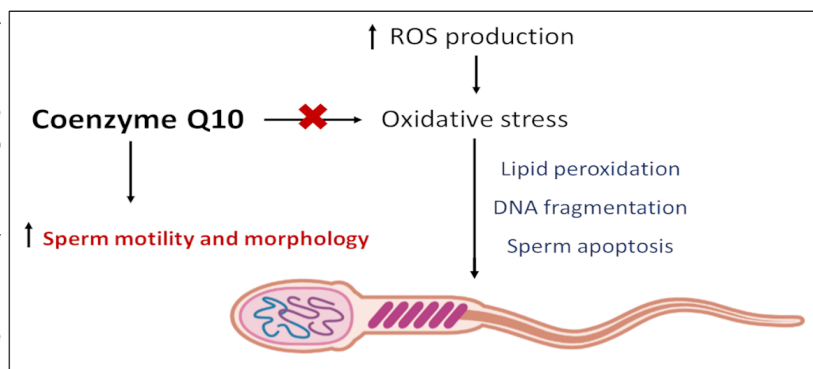 ↑ ROS production
Coenzyme Q10
Oxidative stress
Lipid peroxidation
DNA fragmentation
Sperm apoptosis
↑ Sperm motility and morphology